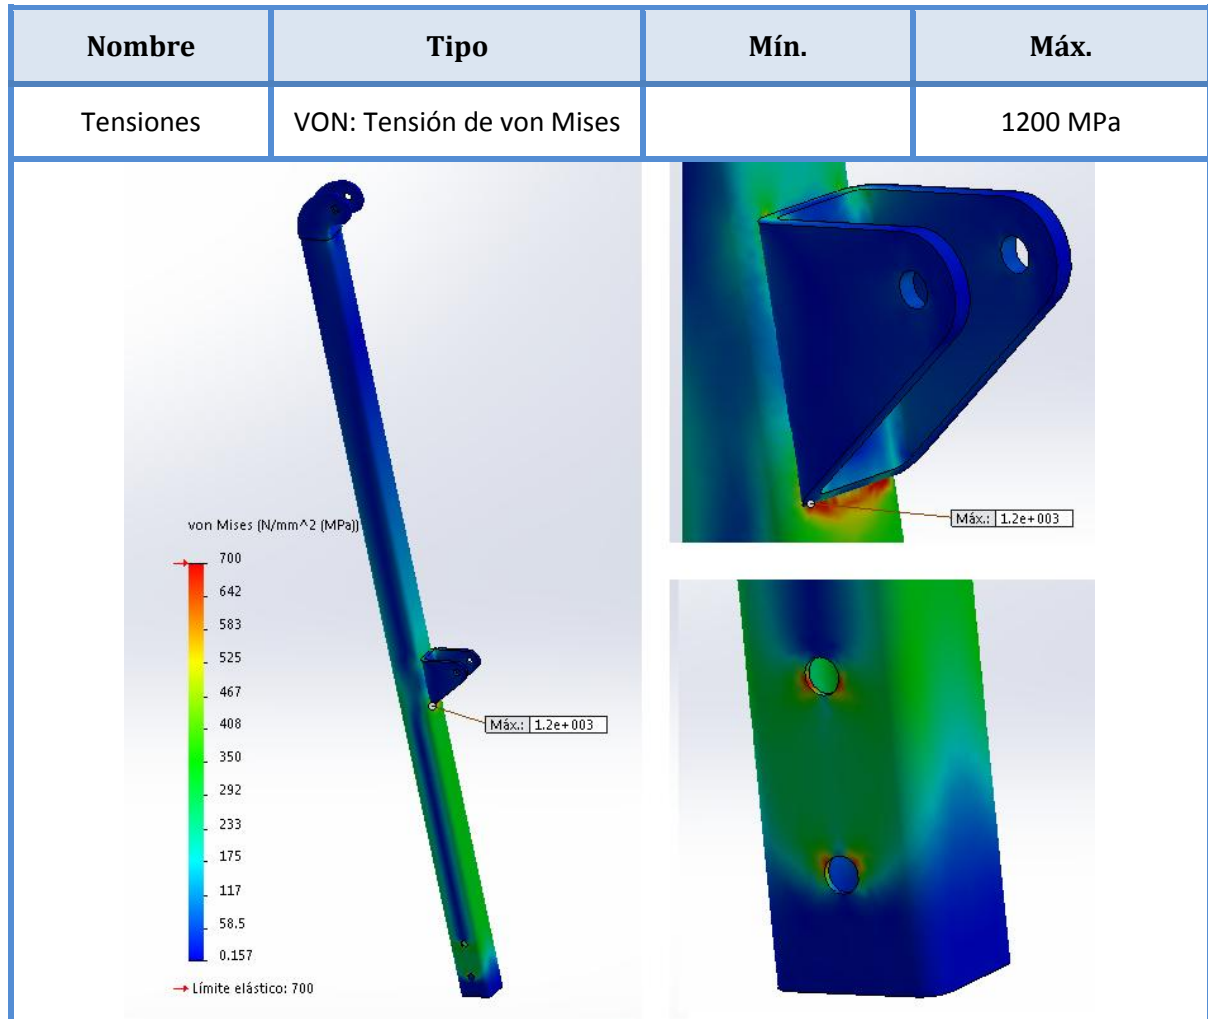 Nombre Tipo Mín. Máx.
Tensiones VON: Tensión de von Mises 1200 MPa
von Mises (N/mm^2 (MPa))
700
642
583
525
467
408
350
292
233
175
117
58.5
0.157
Límite elástico: 700
Máx.: 1.2e+003
Máx.: 1.2e+003